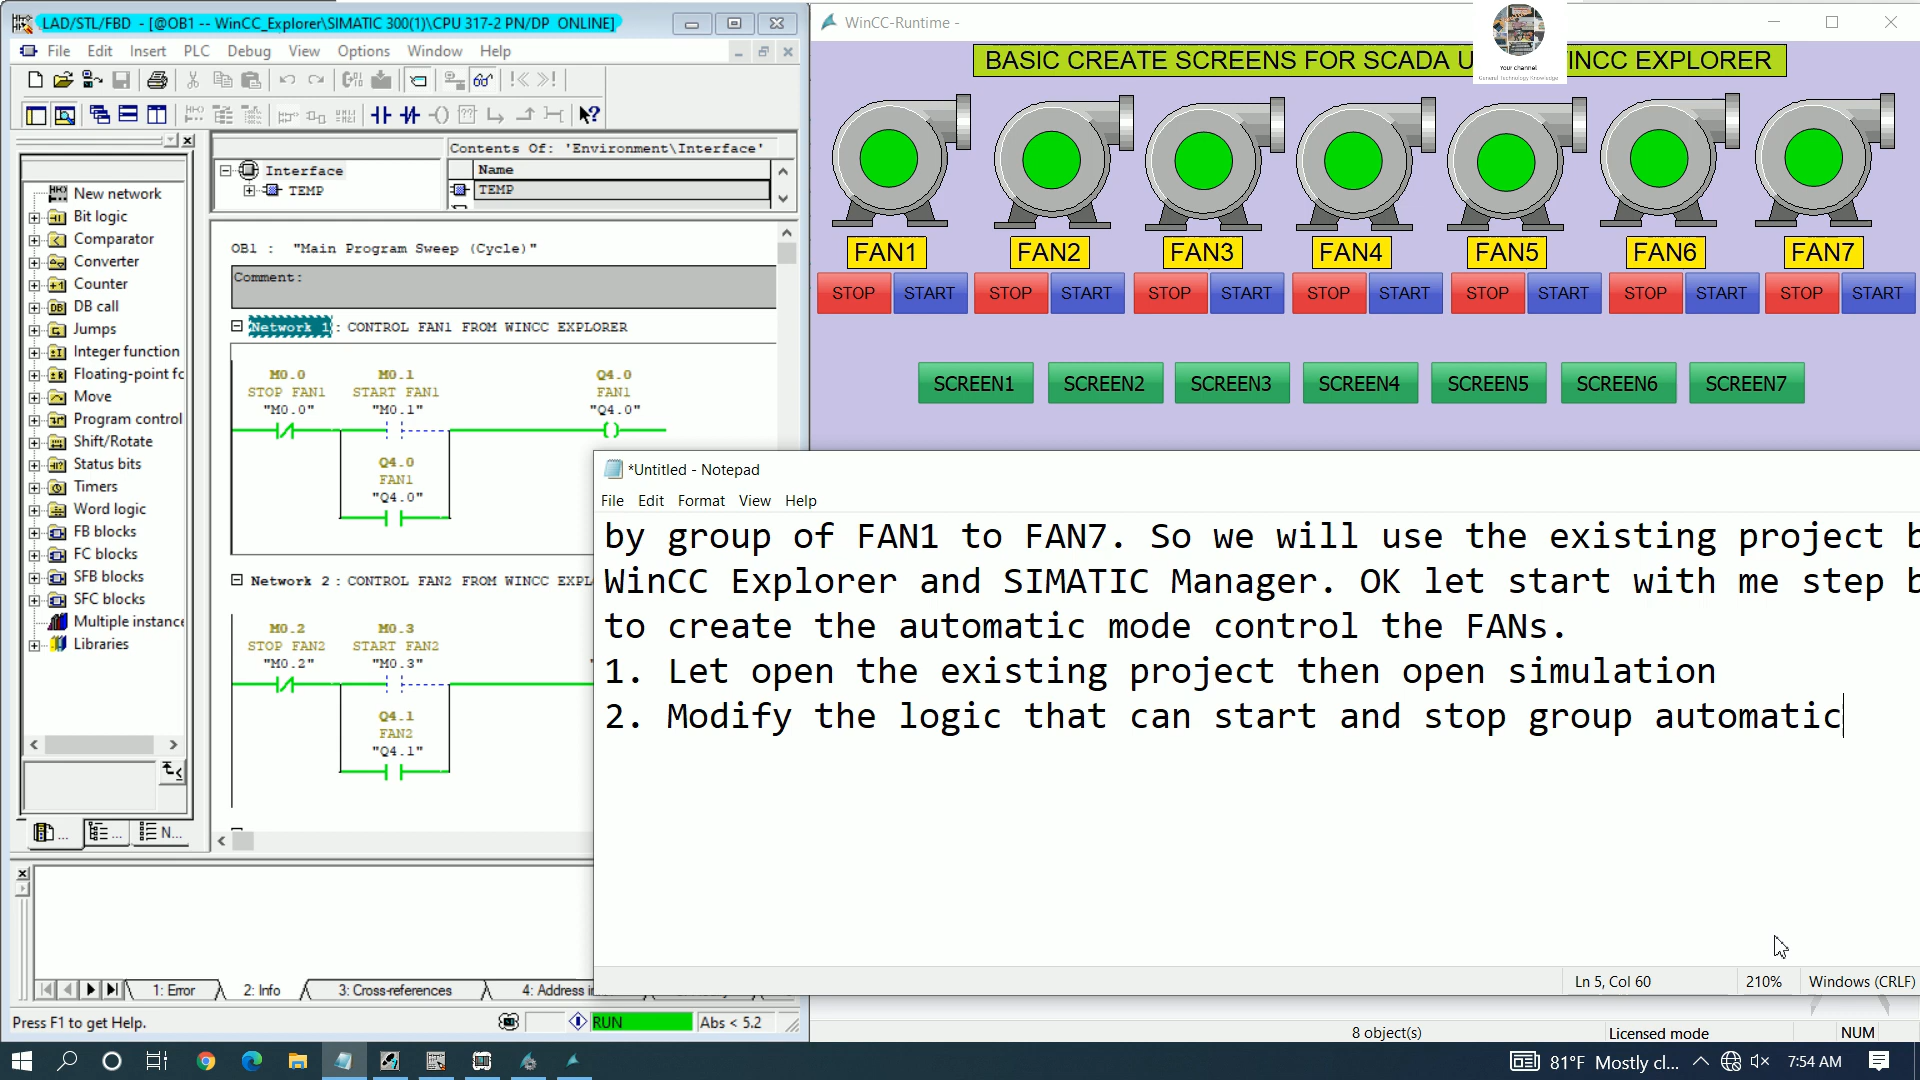 LAD/STL/FBD - [@OB1 -- WinCC_Explorer\SIMATIC 300(1)\CPU 317-2 PN/DP ONLINE]
File Edit Insert PLC Debug View Options Window Help
New network
Bit logic
Comparator
Converter
Counter
DB call
Jumps
Integer function
Floating-point fc
Move
Program control
Shift/Rotate
Status bits
Timers
Word logic
FB blocks
FC blocks
SFB blocks
SFC blocks
Multiple instance
Libraries
N...
Interface
TEMP
Contents Of: 'Environment\Interface'
Name
TEMP
OB1 : "Main Program Sweep (Cycle)"
Comment:
Network 1: CONTROL FAN1 FROM WINCC EXPLORER
M0.0 M0.1 Q4.0
STOP FAN1 START FAN1 FAN1
"M0.0" "M0.1" "Q4.0"
Q4.0
FAN1
"Q4.0"
Network 2: CONTROL FAN2 FROM WINCC EXPL
M0.2 M0.3
STOP FAN2 START FAN2
"M0.2" "M0.3"
Q4.1
FAN2
"Q4.1"
1: Error 2: Info 3: Cross-references 4: Address i
Press F1 to get Help.
RUN
Abs < 5.2
WinCC-Runtime -
BASIC CREATE SCREENS FOR SCADA U INCC EXPLORER
Your channel
General Technology Knowledge
FAN1 FAN2 FAN3 FAN4 FAN5 FAN6 FAN7
STOP START STOP START STOP START STOP START STOP START STOP START STOP START
SCREEN1 SCREEN2 SCREEN3 SCREEN4 SCREEN5 SCREEN6 SCREEN7
*Untitled - Notepad
File Edit Format View Help
by group of FAN1 to FAN7. So we will use the existing project b
WinCC Explorer and SIMATIC Manager. OK let start with me step b
to create the automatic mode control the FANs.
1. Let open the existing project then open simulation
2. Modify the logic that can start and stop group automatic
Ln 5, Col 60 210% Windows (CRLF)
8 object(s) Licensed mode NUM
81°F Mostly cl... 7:54 AM